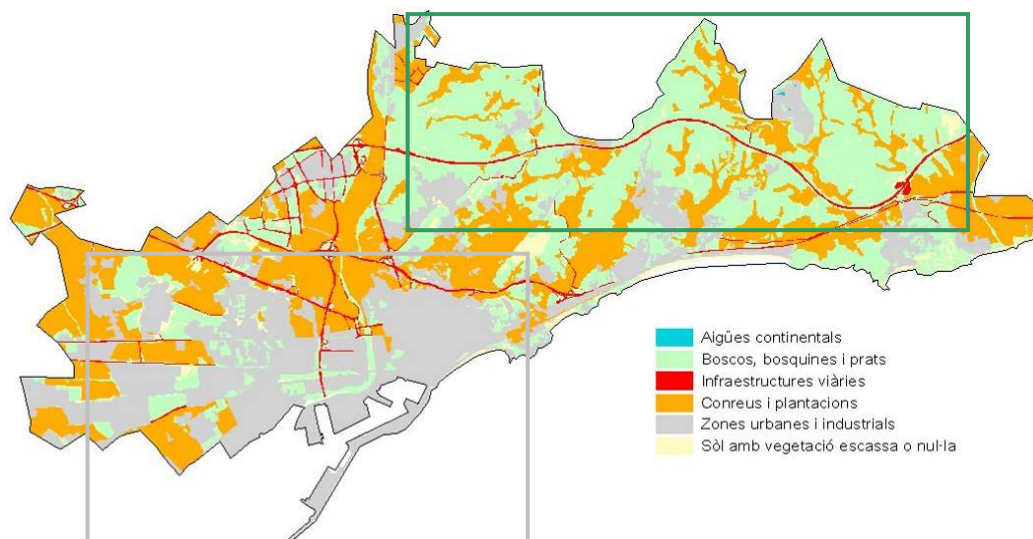 Aigües continentals
Boscos, bosquines i prats
Infraestructures viàries
Conreus i plantacions
Zones urbanes i industrials
Sòl amb vegetació escassa o nul·la